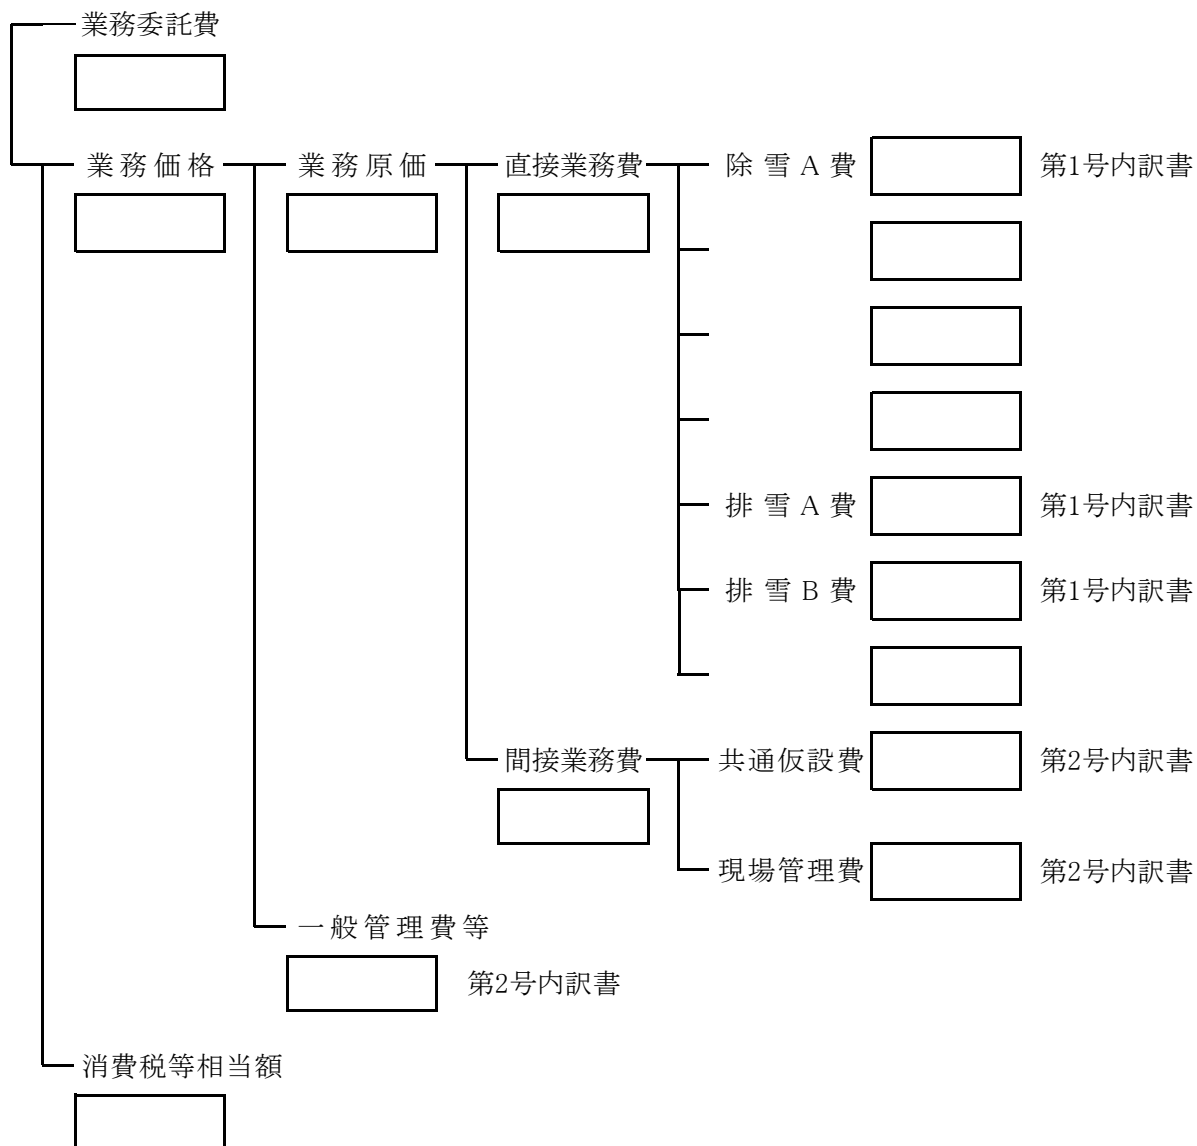 業務委託費
業務価格 業務原価 直接業務費 除雪A費 第1号内訳書
排雪A費 第1号内訳書
排雪B費 第1号内訳書
間接業務費 共通仮設費 第2号内訳書
現場管理費 第2号内訳書
一般管理費等
第2号内訳書
消費税等相当額